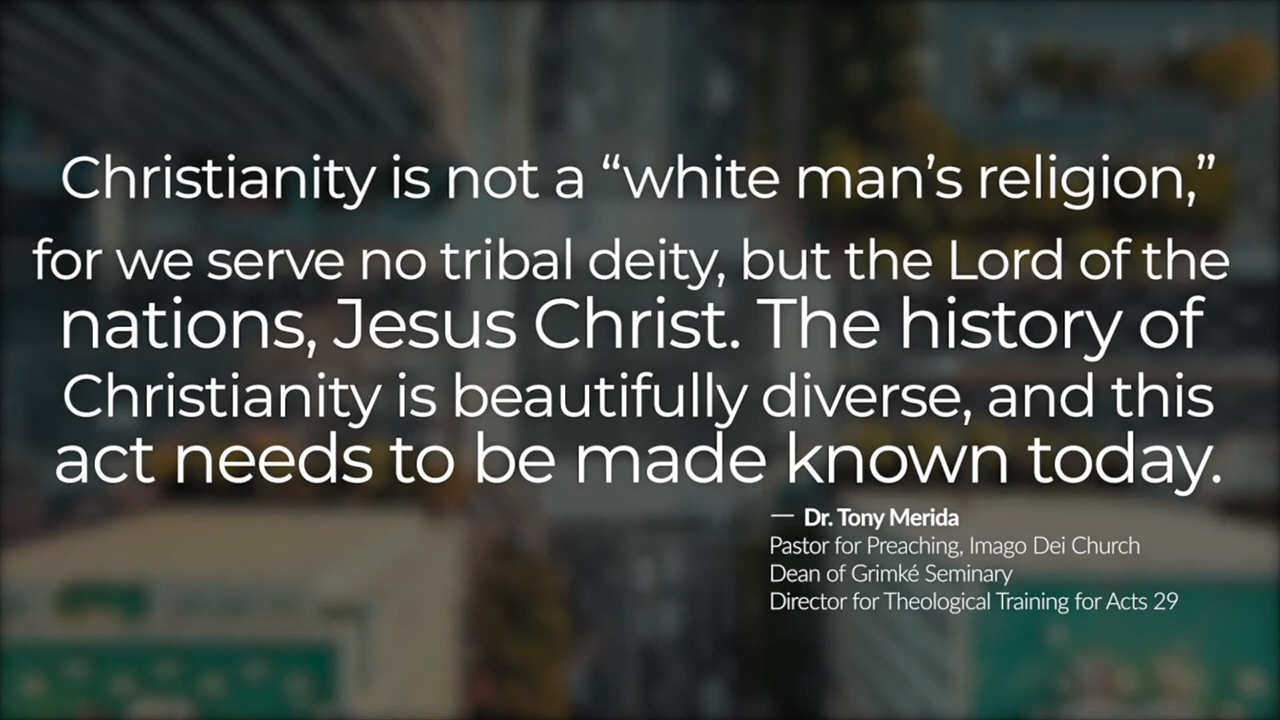 Christianity is not a “white man’s religion,”
for we serve no tribal deity, but the Lord of the
nations, Jesus Christ. The history of
Christianity is beautifully diverse, and this
act needs to be made known today.
— Dr. Tony Merida
Pastor for Preaching, Imago Dei Church
Dean of Grimké Seminary
Director for Theological Training for Acts 29